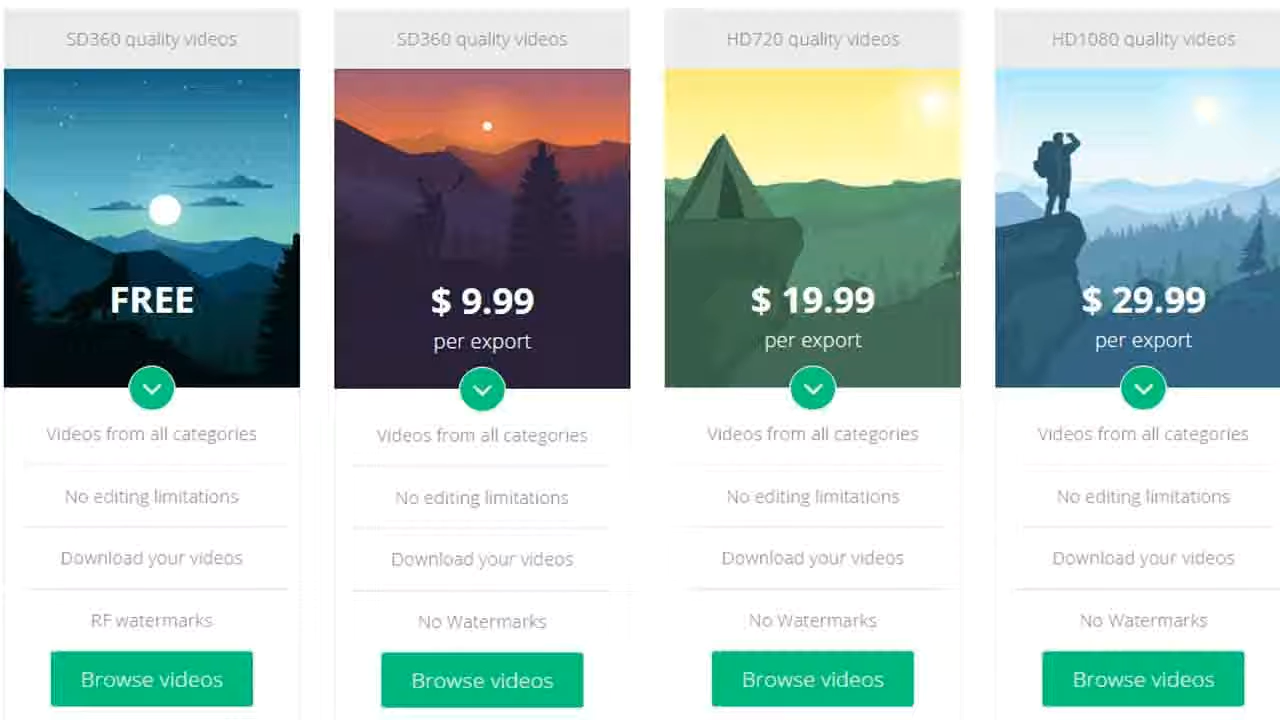 SD360 quality videos
FREE
Videos from all categories
No editing limitations
Download your videos
RF watermarks
Browse videos
SD360 quality videos
$ 9.99
per export
Videos from all categories
No editing limitations
Download your videos
No Watermarks
Browse videos
HD720 quality videos
$ 19.99
per export
Videos from all categories
No editing limitations
Download your videos
No Watermarks
Browse videos
HD1080 quality videos
$ 29.99
per export
Videos from all categories
No editing limitations
Download your videos
No Watermarks
Browse videos